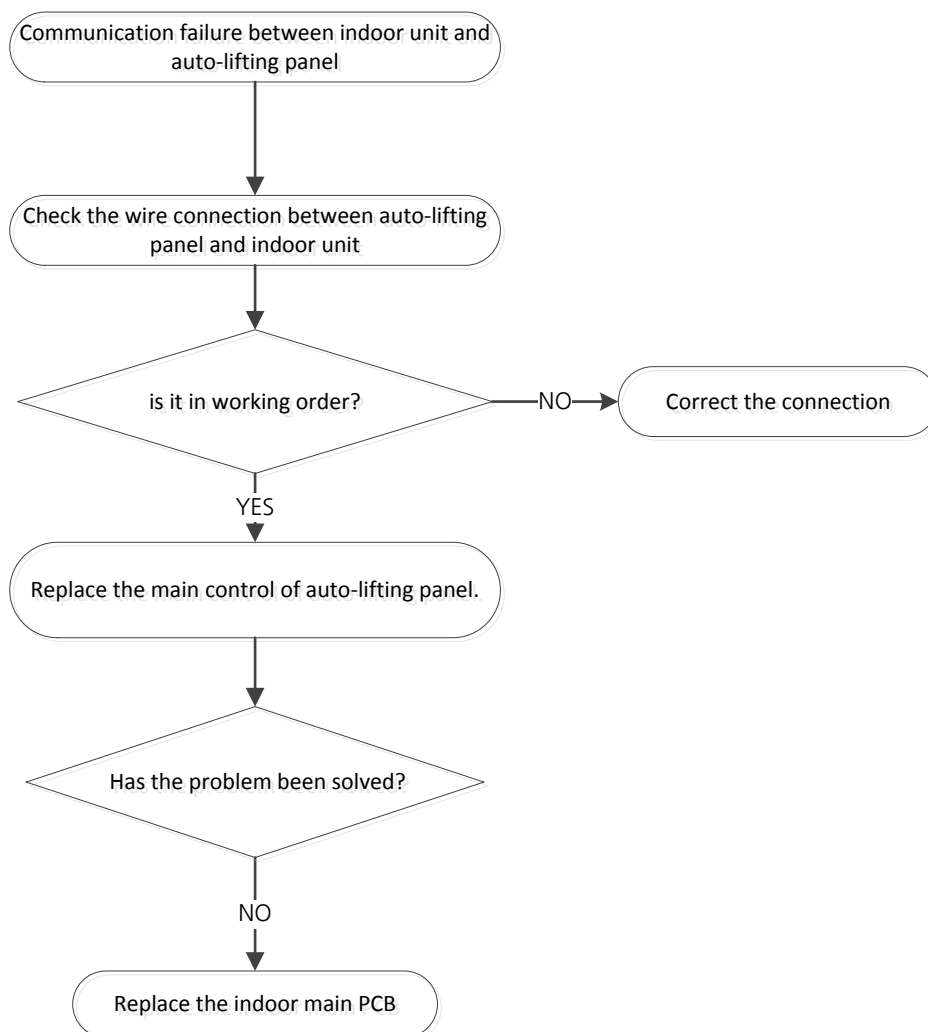 Communication failure between indoor unit and
auto-lifting panel
Check the wire connection between auto-lifting
panel and indoor unit
is it in working order?
NO
Correct the connection
YES
Replace the main control of auto-lifting panel.
Has the problem been solved?
NO
Replace the indoor main PCB